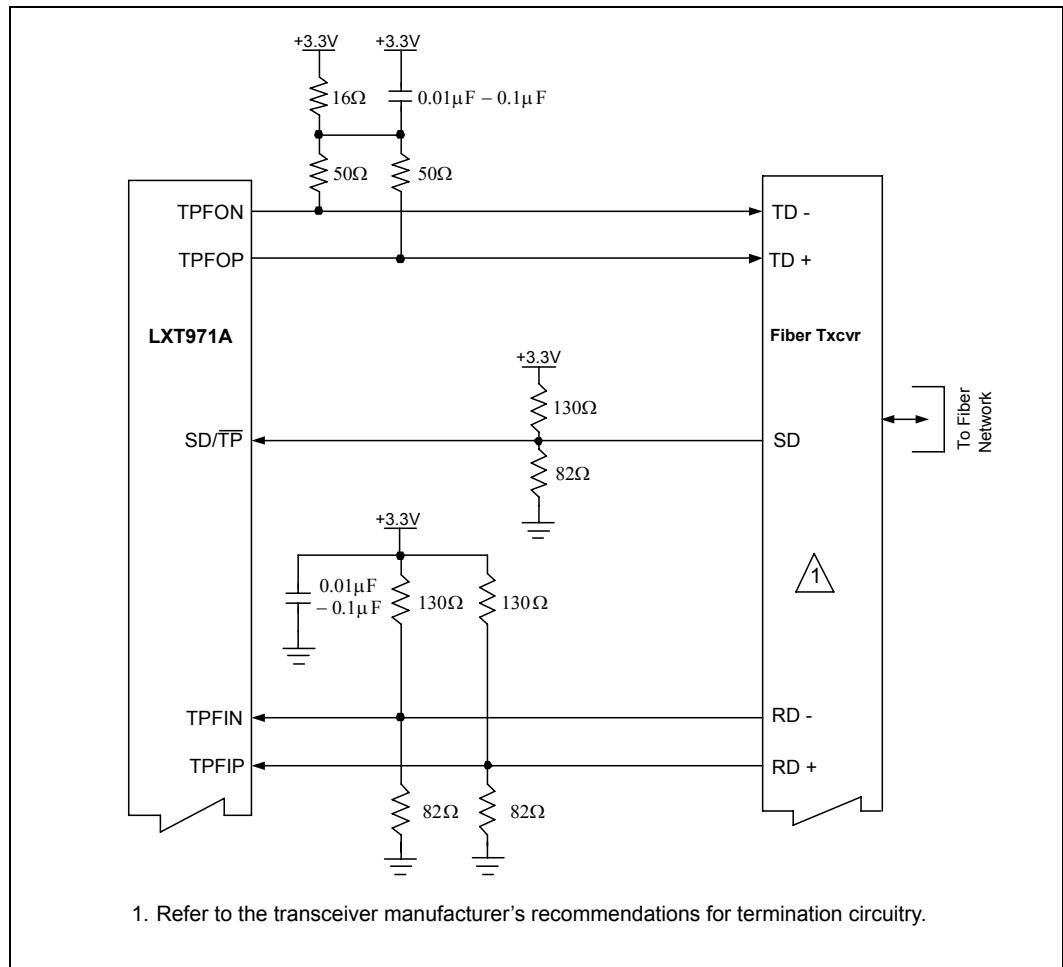 +3.3V +3.3V
16Ω 0.01μF – 0.1μF
50Ω 50Ω
TPFON TD -
TPFOP TD +
LXT971A Fiber Txcvr
+3.3V
130Ω
SD/T̅P̅ SD
82Ω
To Fiber
Network
+3.3V
0.01μF
– 0.1μF 130Ω 130Ω
1
TPFIN RD -
TPFIP RD +
82Ω 82Ω
1. Refer to the transceiver manufacturer’s recommendations for termination circuitry.